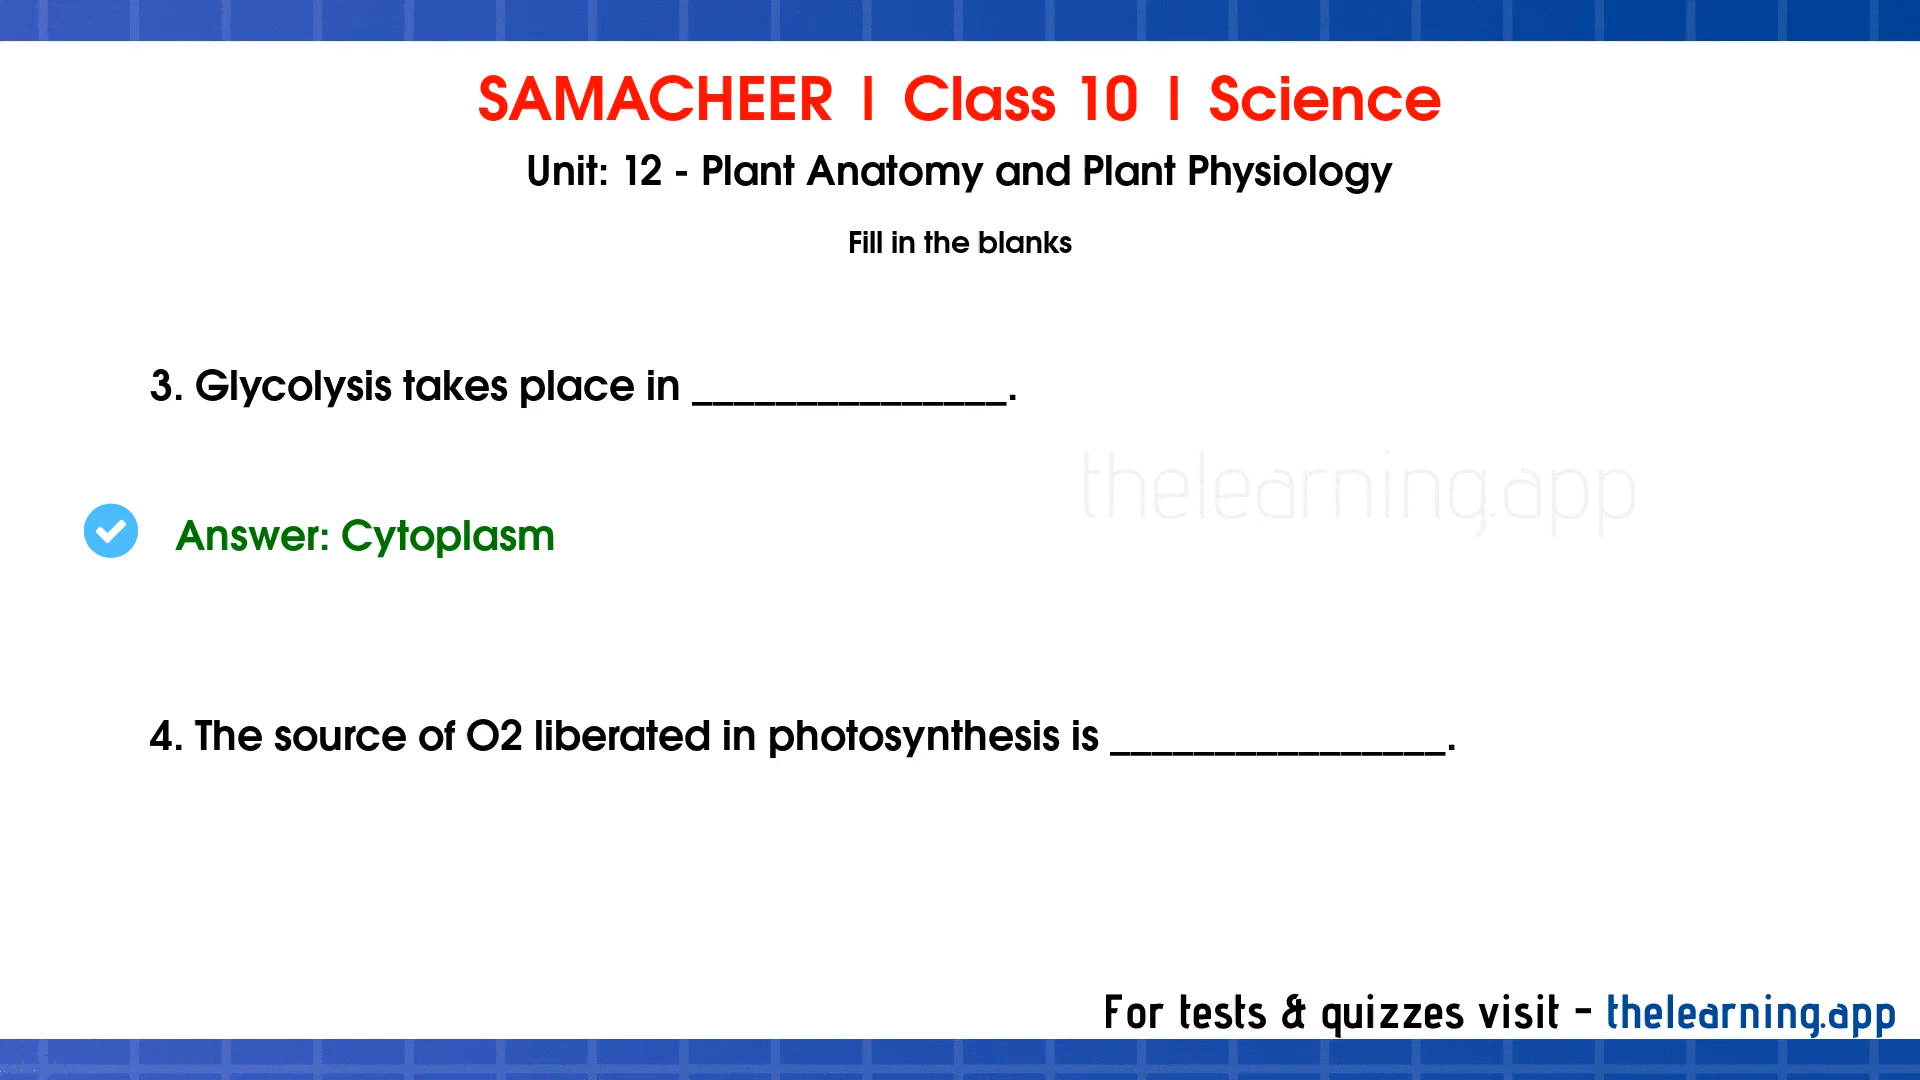 SAMACHEER | Class 10 | Science
Unit: 12 - Plant Anatomy and Plant Physiology
Fill in the blanks
3. Glycolysis takes place in _______________.
thelearning.app
Answer: Cytoplasm
4. The source of O2 liberated in photosynthesis is ________________.
For tests & quizzes visit - thelearning.app